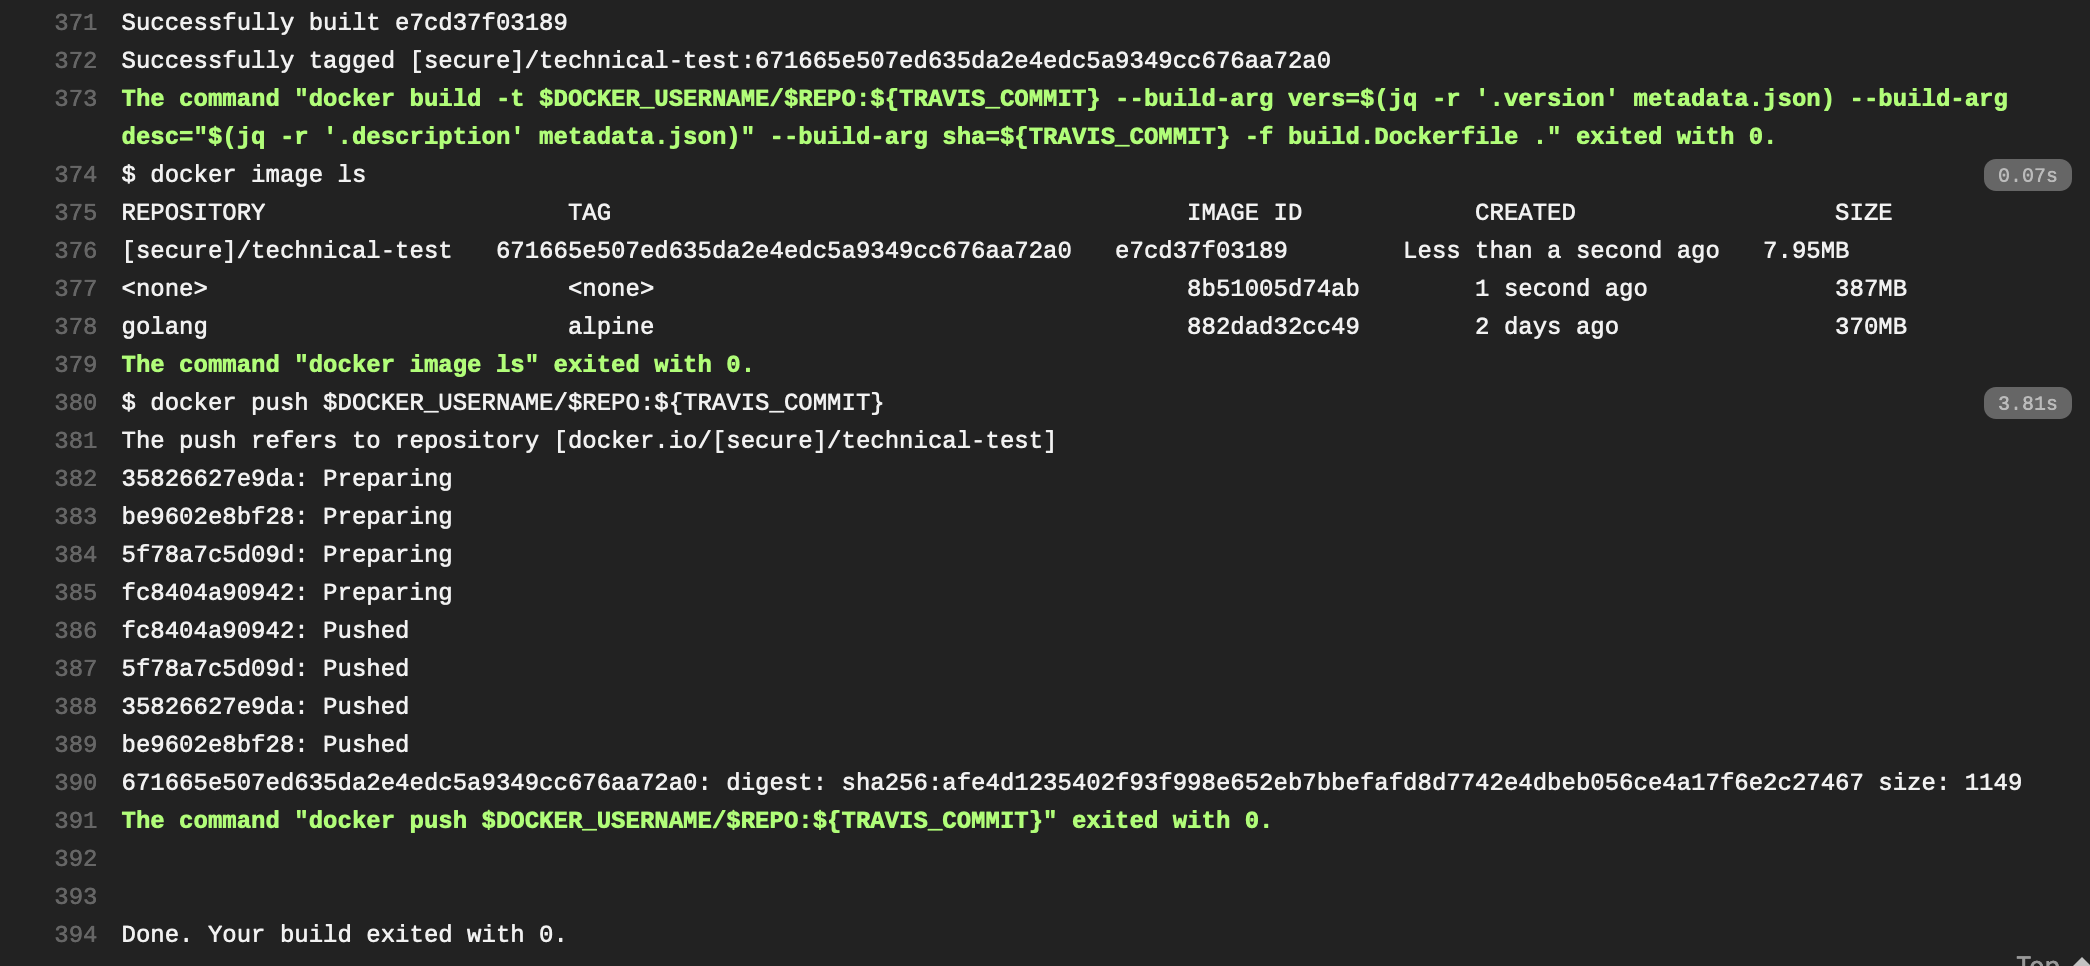 371 Successfully built e7cd37f03189
372 Successfully tagged [secure]/technical-test:671665e507ed635da2e4edc5a9349cc676aa72a0
373 The command "docker build -t $DOCKER_USERNAME/$REPO:${TRAVIS_COMMIT} --build-arg vers=$(jq -r '.version' metadata.json) --build-arg
desc="$(jq -r '.description' metadata.json)" --build-arg sha=${TRAVIS_COMMIT} -f build.Dockerfile ." exited with 0.
374 $ docker image ls 0.07s
375 REPOSITORY TAG IMAGE ID CREATED SIZE
376 [secure]/technical-test 671665e507ed635da2e4edc5a9349cc676aa72a0 e7cd37f03189 Less than a second ago 7.95MB
377 <none> <none> 8b51005d74ab 1 second ago 387MB
378 golang alpine 882dad32cc49 2 days ago 370MB
379 The command "docker image ls" exited with 0.
380 $ docker push $DOCKER_USERNAME/$REPO:${TRAVIS_COMMIT} 3.81s
381 The push refers to repository [docker.io/[secure]/technical-test]
382 35826627e9da: Preparing
383 be9602e8bf28: Preparing
384 5f78a7c5d09d: Preparing
385 fc8404a90942: Preparing
386 fc8404a90942: Pushed
387 5f78a7c5d09d: Pushed
388 35826627e9da: Pushed
389 be9602e8bf28: Pushed
390 671665e507ed635da2e4edc5a9349cc676aa72a0: digest: sha256:afe4d1235402f93f998e652eb7bbefafd8d7742e4dbeb056ce4a17f6e2c27467 size: 1149
391 The command "docker push $DOCKER_USERNAME/$REPO:${TRAVIS_COMMIT}" exited with 0.
392
393
394 Done. Your build exited with 0.
Top